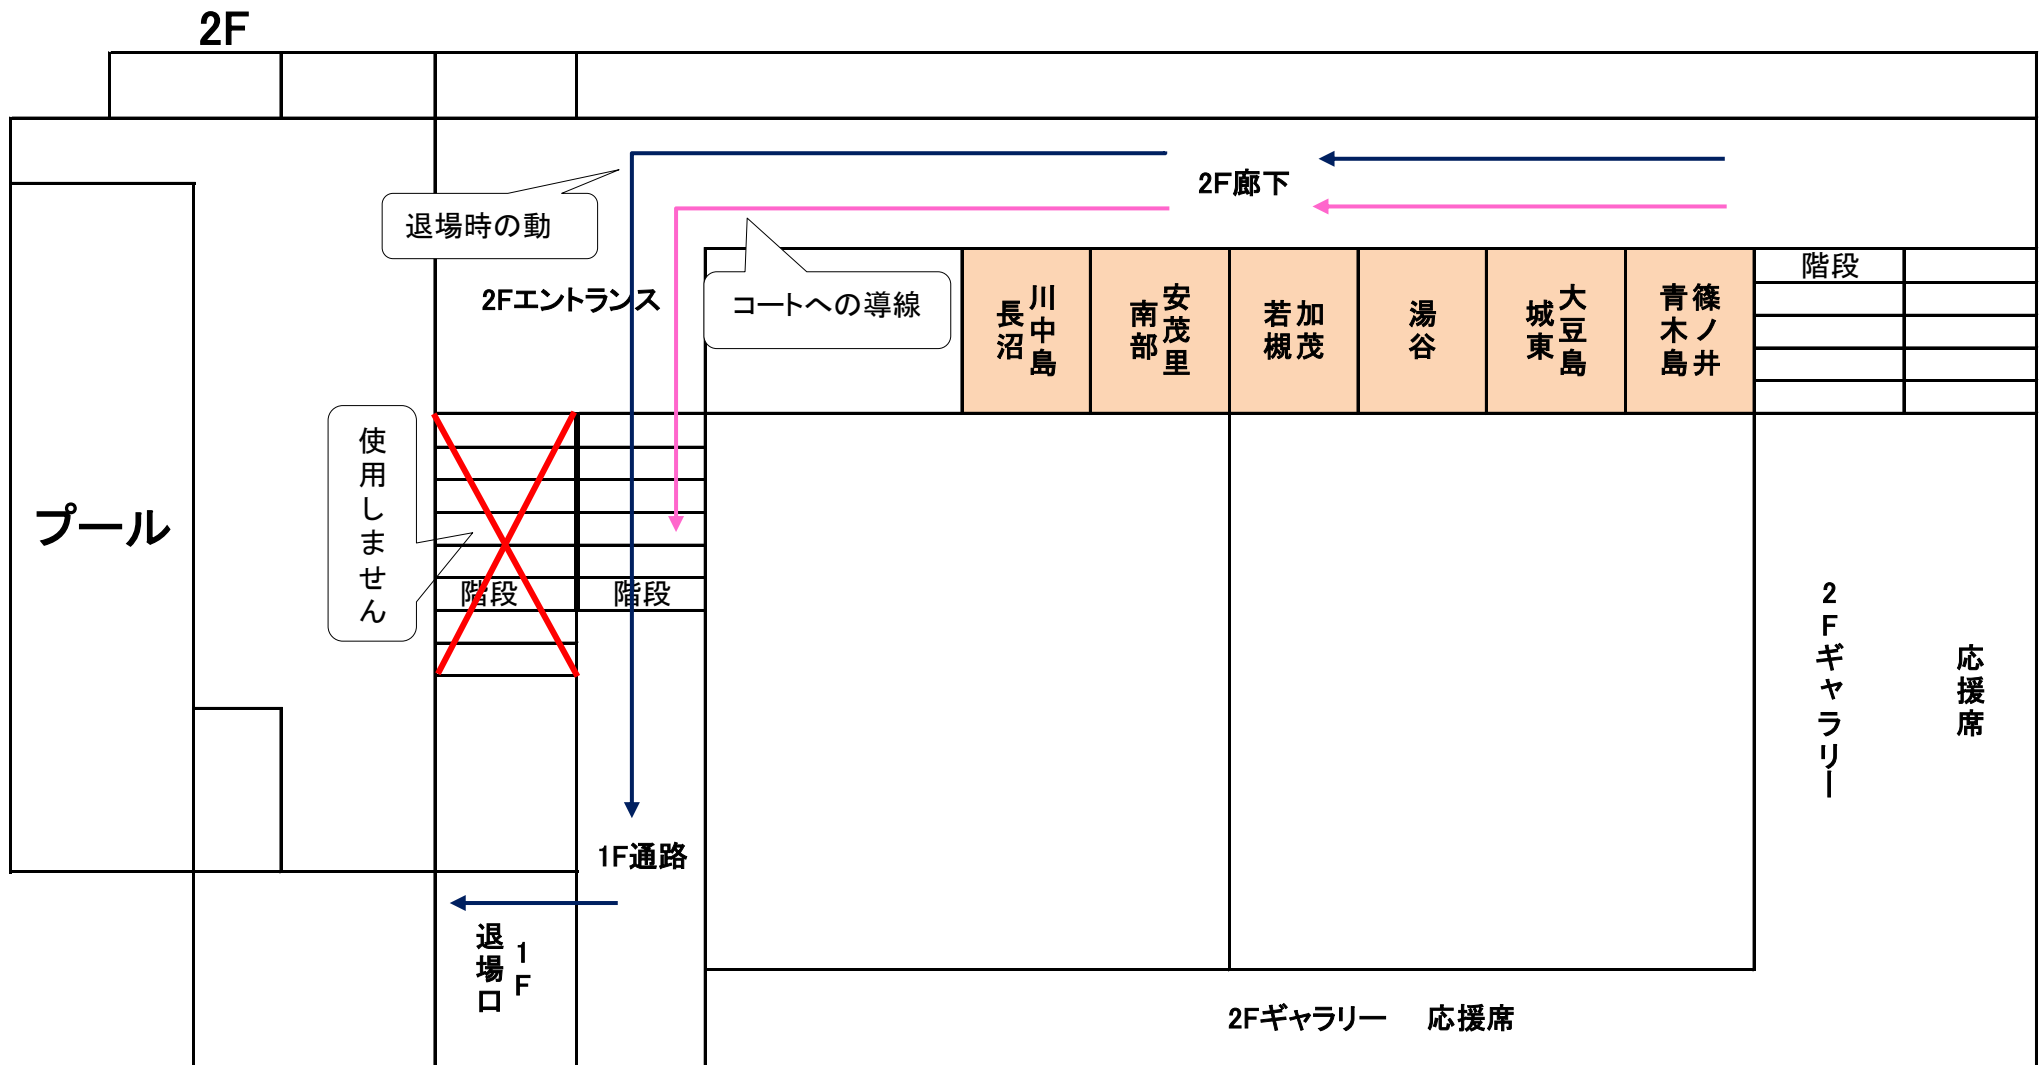 2F
2F廊下
退場時の動
2Fエントランス
コートへの導線
川中島
長沼
安茂里
南部
加茂
若槻
湯谷
大豆島
城東
篠ノ井
青木島
階段
使用しません
プール
階段
階段
2Fギャラリー
応援席
1F通路
1F
退場口
2Fギャラリー 応援席